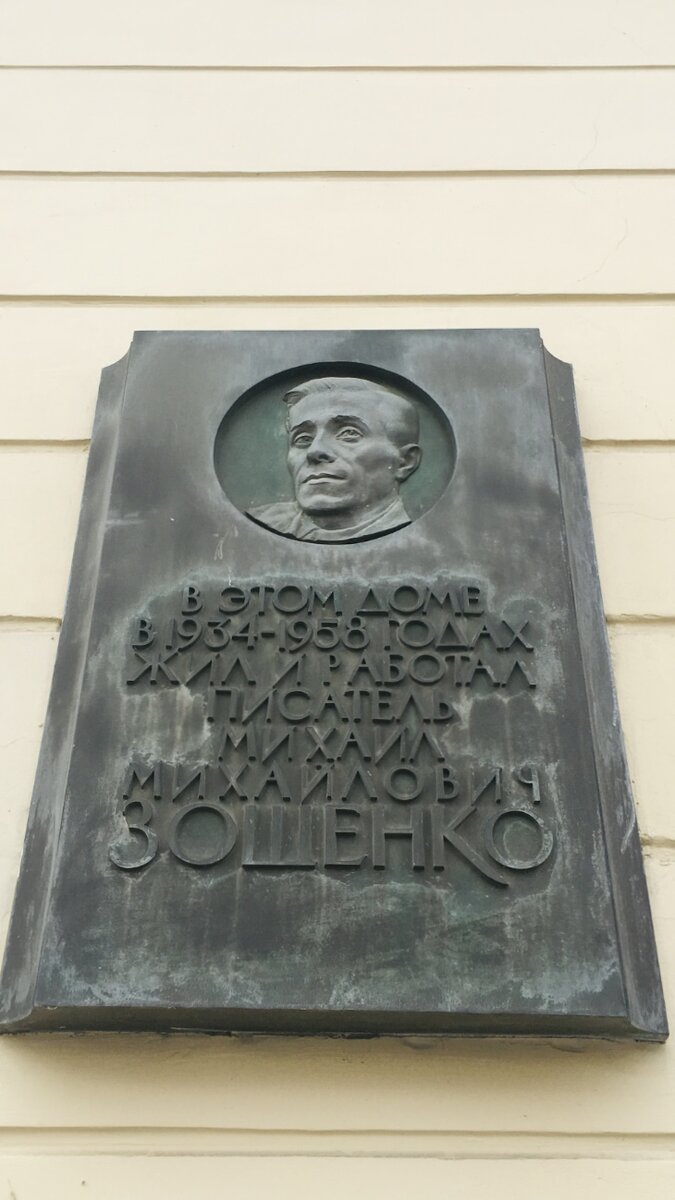 В ЭТОМ ДОМЕ
В 1934-1958 ГОДАХ
ЖИЛ И РАБОТАЛ
ПИСАТЕЛЬ
МИХАИЛ
МИХАЙЛОВИЧ
ЗОЩЕНКО